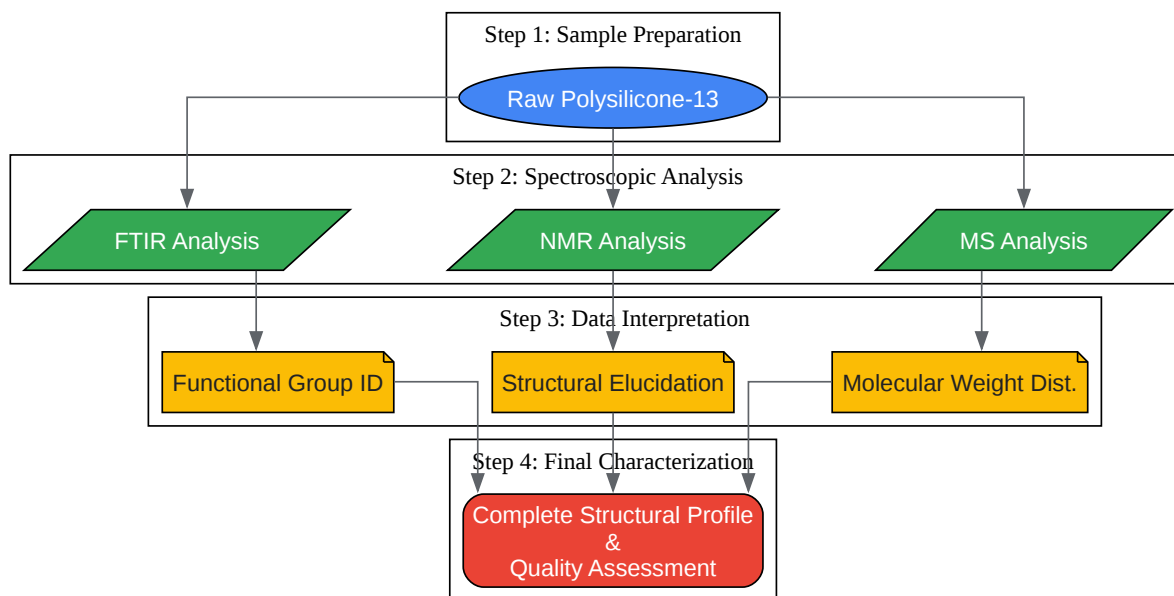 Step 1: Sample Preparation
Raw Polysilicone-13
Step 2: Spectroscopic Analysis
FTIR Analysis
NMR Analysis
MS Analysis
Step 3: Data Interpretation
Functional Group ID
Structural Elucidation
Molecular Weight Dist.
Step 4: Final Characterization
Complete Structural Profile
&
Quality Assessment